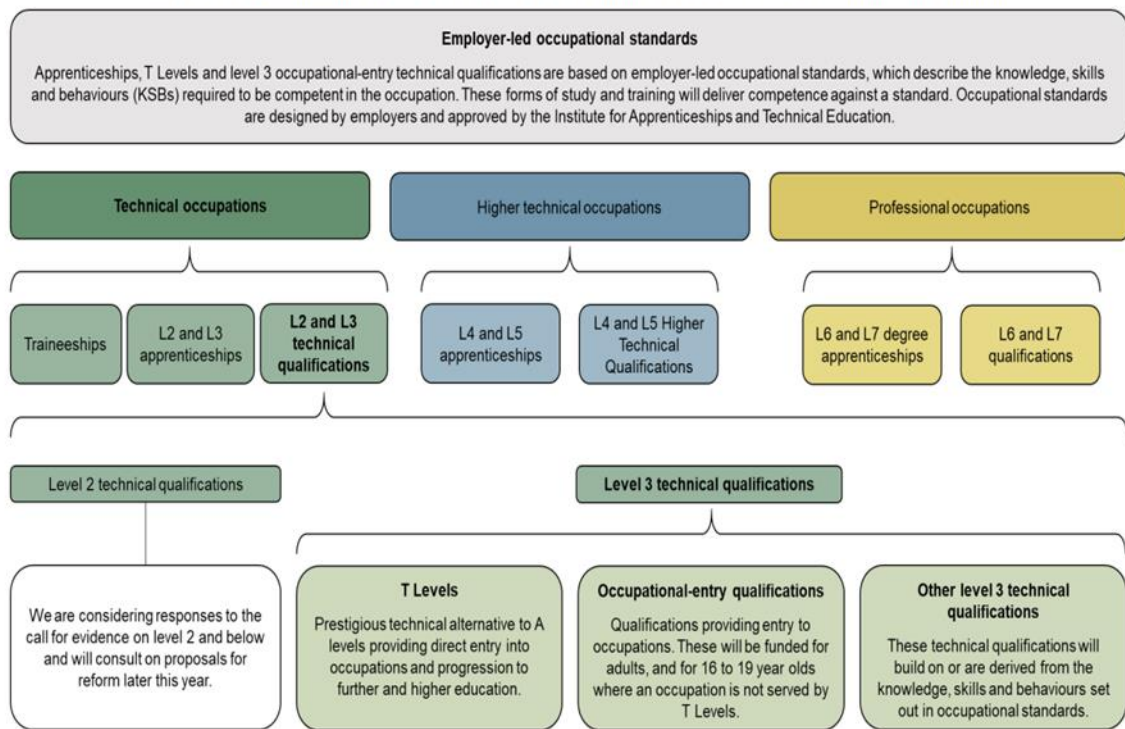 Employer-led occupational standards
Apprenticeships, T Levels and level 3 occupational-entry technical qualifications are based on employer-led occupational standards, which describe the knowledge, skills
and behaviours (KSBs) required to be competent in the occupation. These forms of study and training will deliver competence against a standard. Occupational standards
are designed by employers and approved by the Institute for Apprenticeships and Technical Education.
Technical occupations
Higher technical occupations
Professional occupations
Traineeships
L2 and L3
apprenticeships
L2 and L3
technical
qualifications
L4 and L5
apprenticeships
L4 and L5 Higher
Technical
Qualifications
L6 and L7 degree
apprenticeships
L6 and L7
qualifications
Level 2 technical qualifications
Level 3 technical qualifications
We are considering responses to the
call for evidence on level 2 and below
and will consult on proposals for
reform later this year.
T Levels
Prestigious technical alternative to A
levels providing direct entry into
occupations and progression to
further and higher education.
Occupational-entry qualifications
Qualifications providing entry to
occupations. These will be funded for
adults, and for 16 to 19 year olds
where an occupation is not served by
T Levels.
Other level 3 technical
qualifications
These technical qualifications will
build on or are derived from the
knowledge, skills and behaviours set
out in occupational standards.